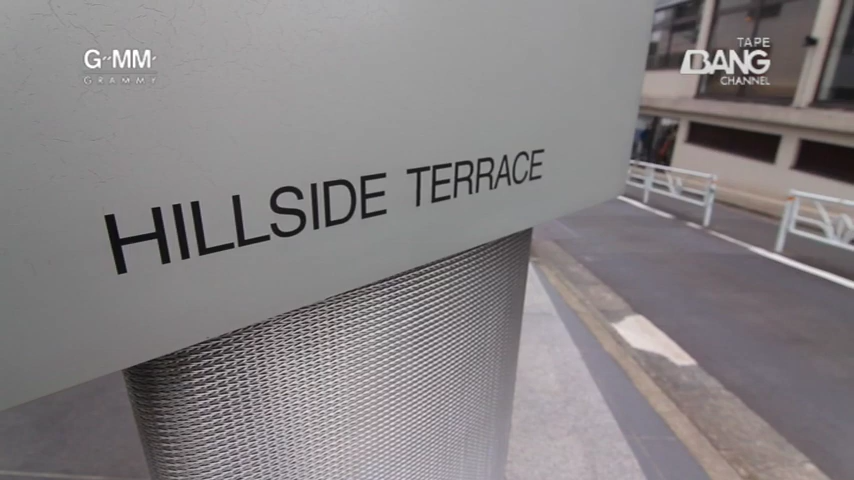 G"MM'
GRAMMY
TAPE
BANG
CHANNEL
HILLSIDE TERRACE